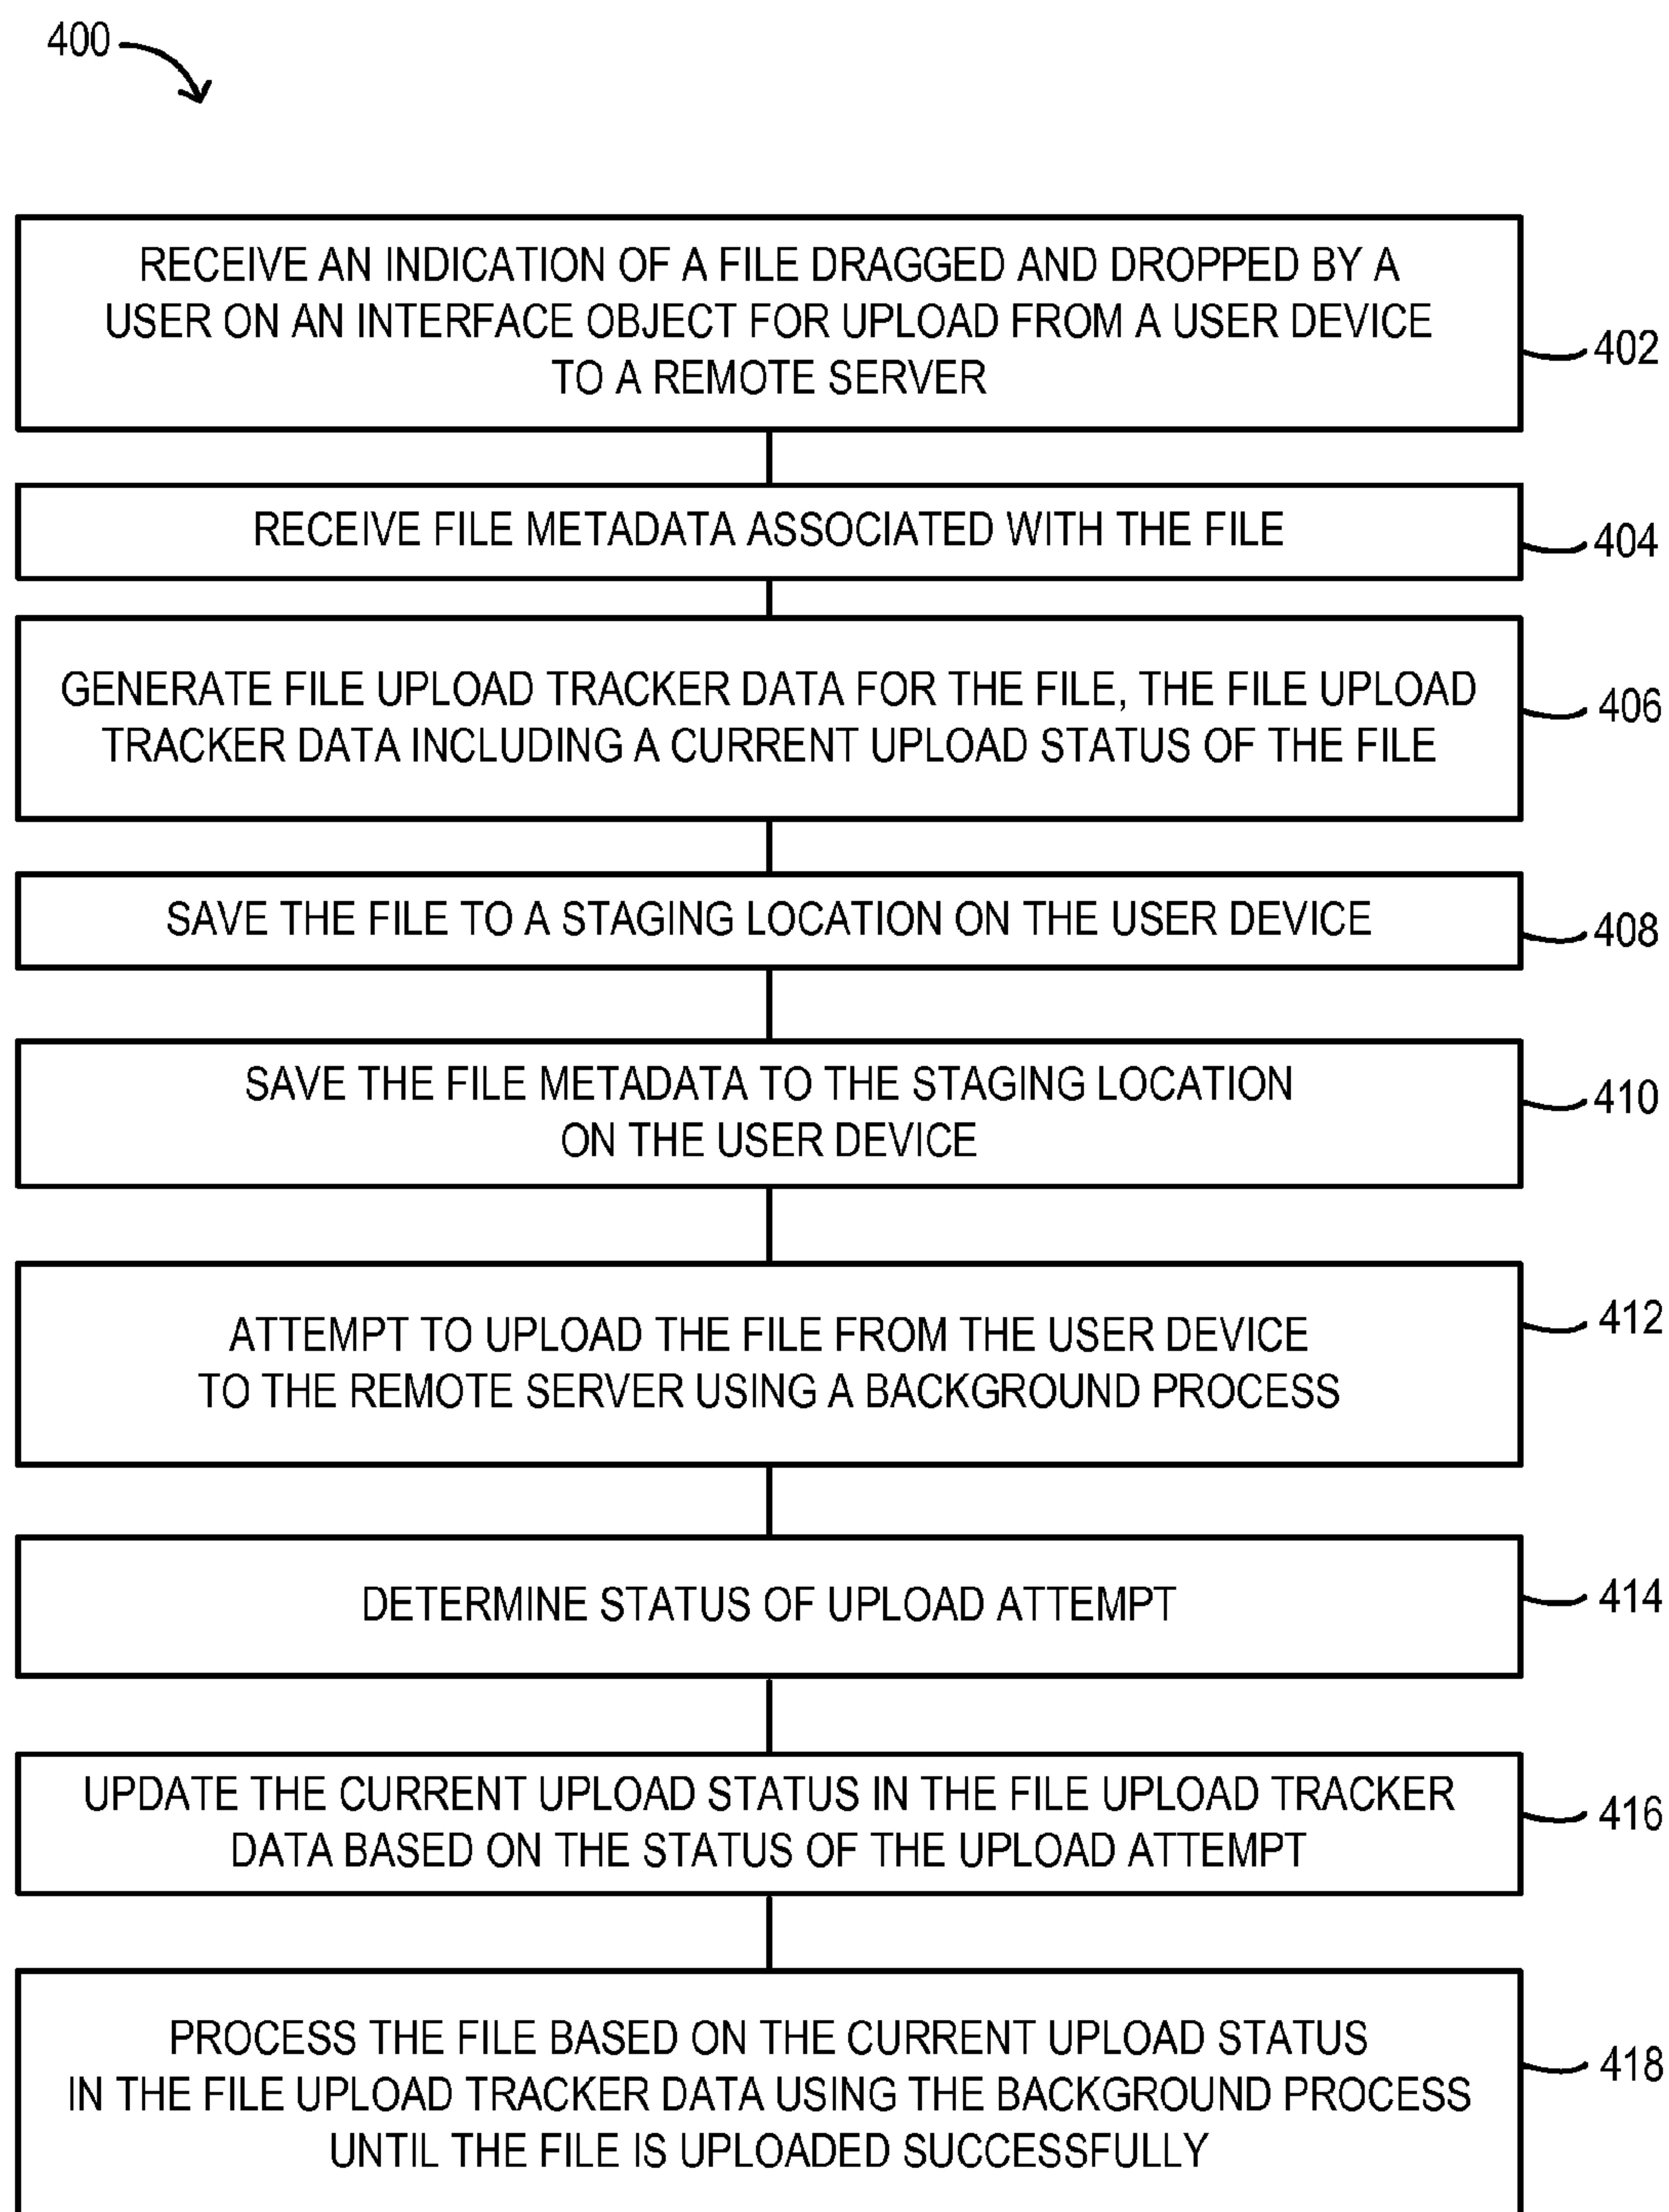 400
RECEIVE AN INDICATION OF A FILE DRAGGED AND DROPPED BY A
USER ON AN INTERFACE OBJECT FOR UPLOAD FROM A USER DEVICE
TO A REMOTE SERVER
402
RECEIVE FILE METADATA ASSOCIATED WITH THE FILE
404
GENERATE FILE UPLOAD TRACKER DATA FOR THE FILE, THE FILE UPLOAD
TRACKER DATA INCLUDING A CURRENT UPLOAD STATUS OF THE FILE
406
SAVE THE FILE TO A STAGING LOCATION ON THE USER DEVICE
408
SAVE THE FILE METADATA TO THE STAGING LOCATION
ON THE USER DEVICE
410
ATTEMPT TO UPLOAD THE FILE FROM THE USER DEVICE
TO THE REMOTE SERVER USING A BACKGROUND PROCESS
412
DETERMINE STATUS OF UPLOAD ATTEMPT
414
UPDATE THE CURRENT UPLOAD STATUS IN THE FILE UPLOAD TRACKER
DATA BASED ON THE STATUS OF THE UPLOAD ATTEMPT
416
PROCESS THE FILE BASED ON THE CURRENT UPLOAD STATUS
IN THE FILE UPLOAD TRACKER DATA USING THE BACKGROUND PROCESS
UNTIL THE FILE IS UPLOADED SUCCESSFULLY
418